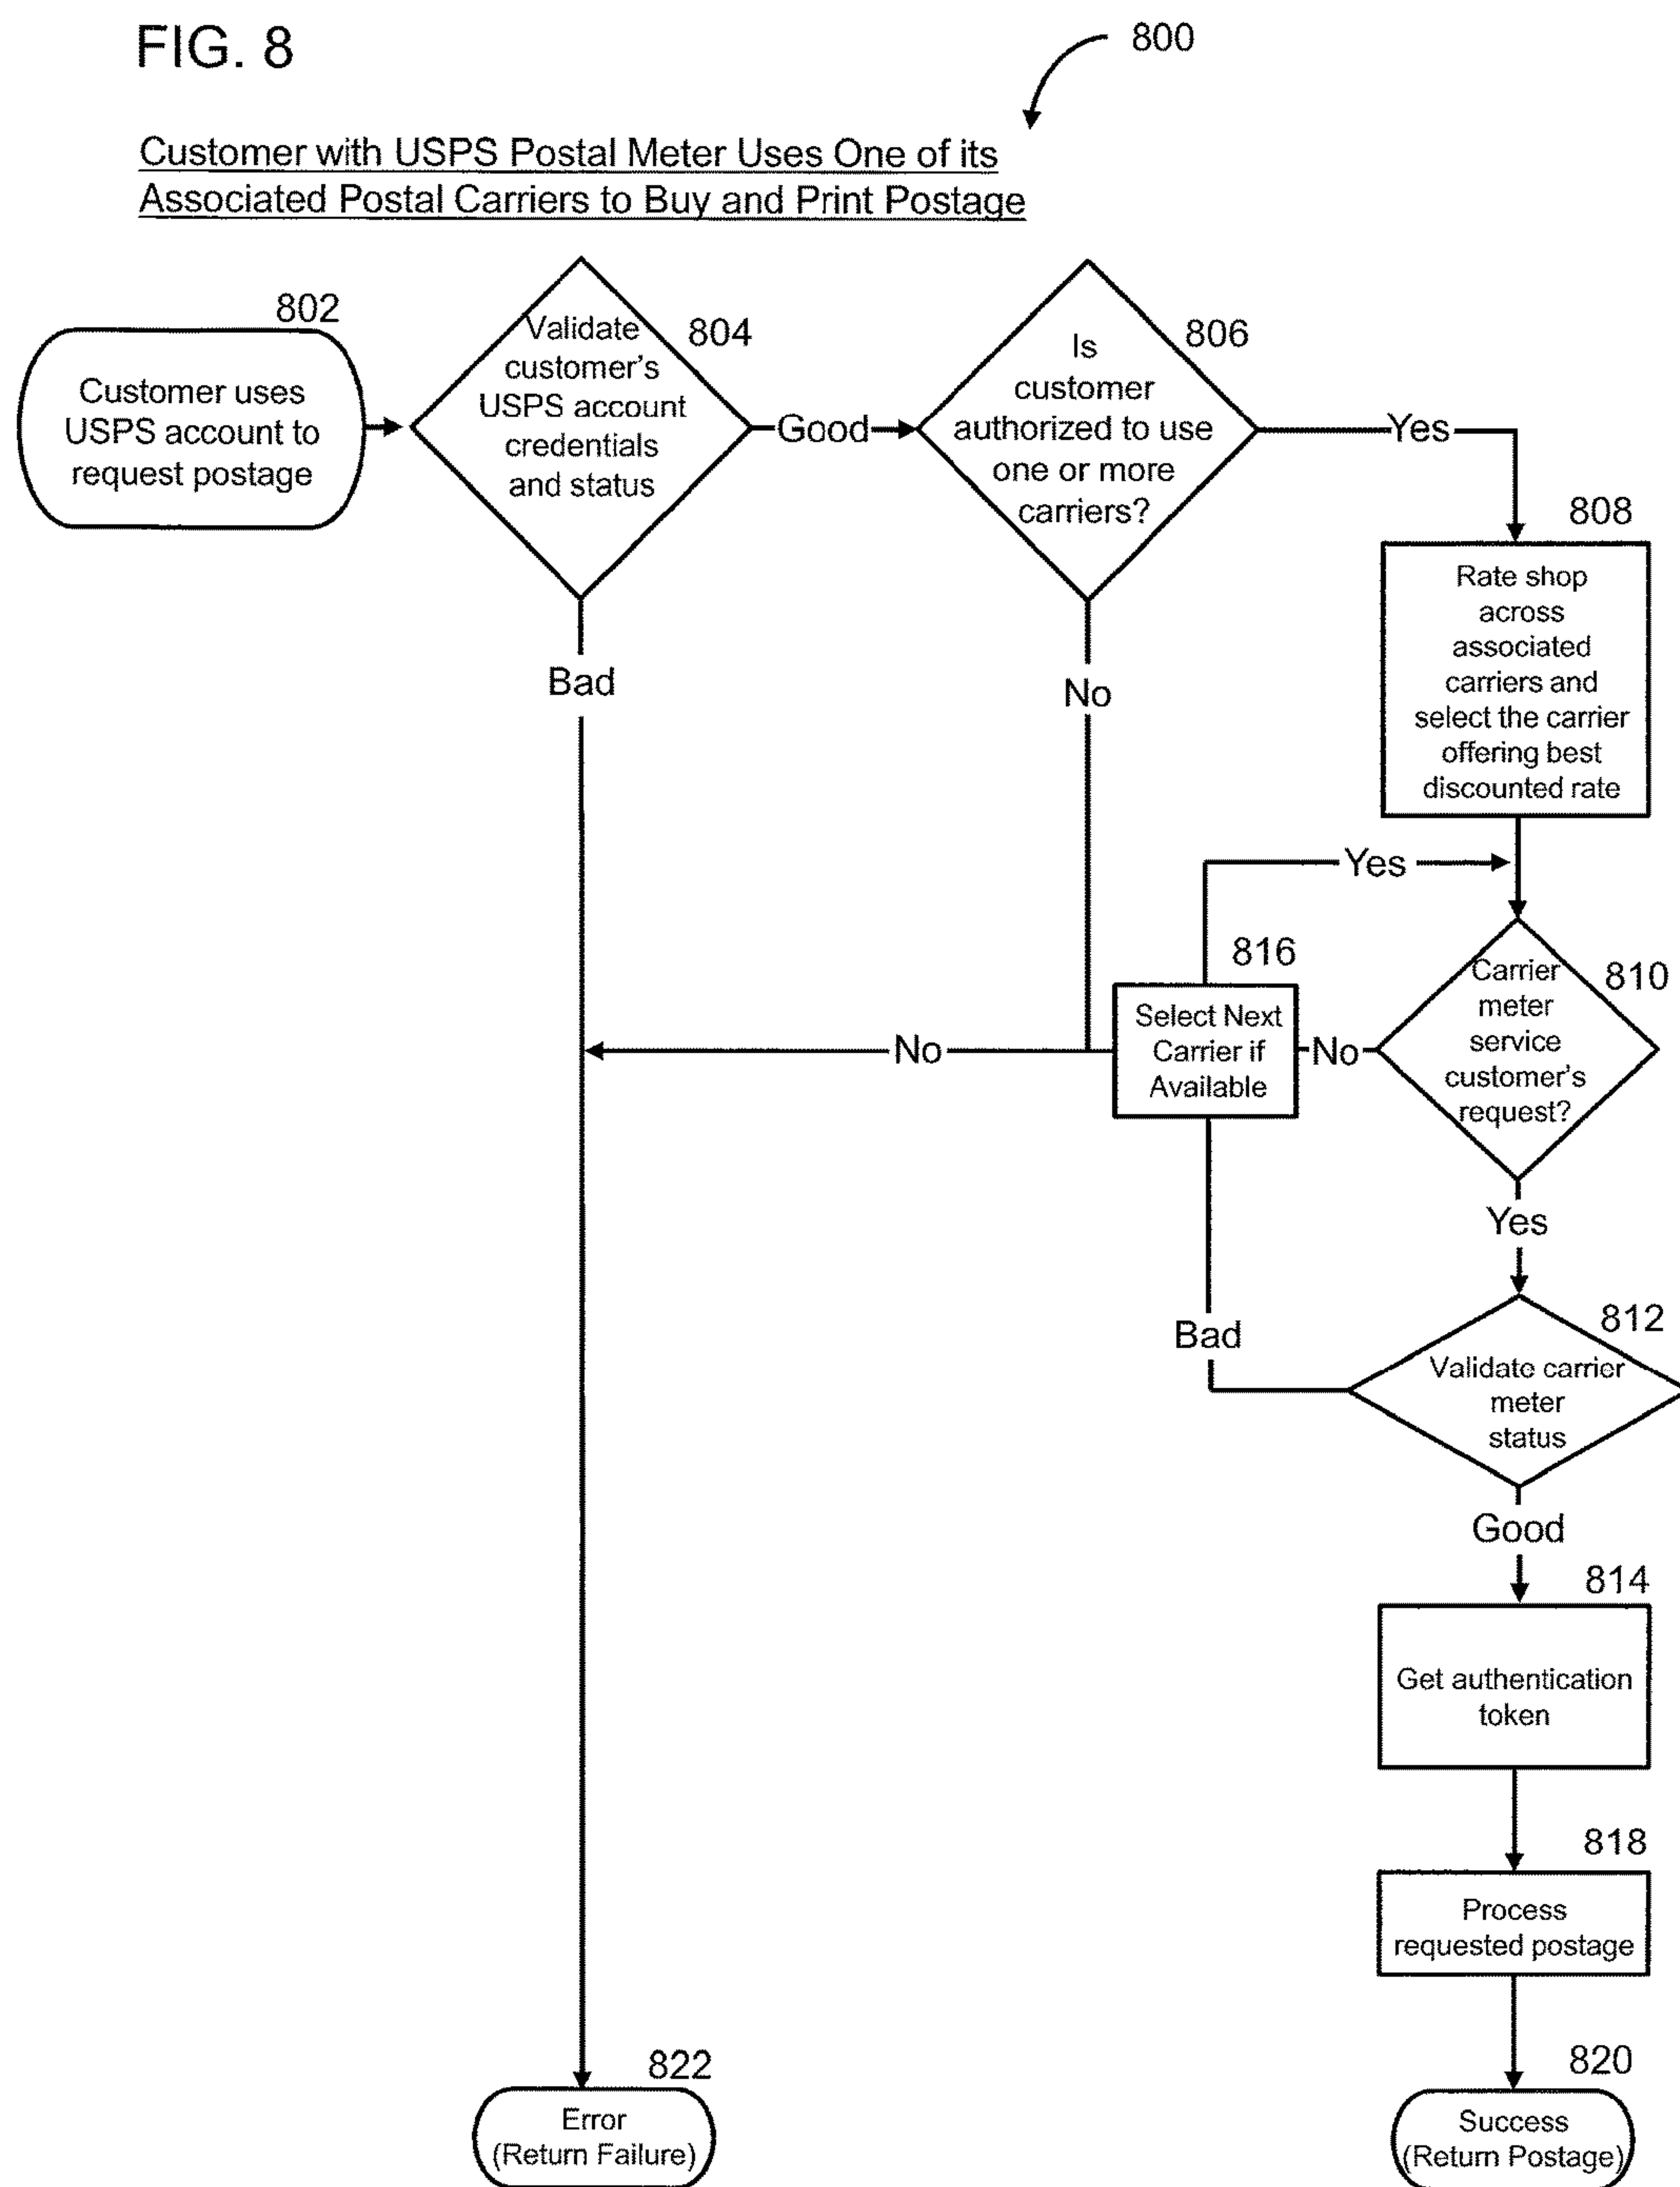 FIG. 8
800
Customer with USPS Postal Meter Uses One of its
Associated Postal Carriers to Buy and Print Postage
802
Customer uses
USPS account to
request postage
804
Validate
customer's
USPS account
credentials
and status
Good
Bad
806
Is
customer
authorized to use
one or more
carriers?
Yes
No
808
Rate shop
across
associated
carriers and
select the carrier
offering best
discounted rate
Yes
816
Select Next
Carrier if
Available
No
No
810
Carrier
meter
service
customer's
request?
Yes
Bad
812
Validate carrier
meter
status
Good
814
Get authentication
token
818
Process
requested postage
822
Error
(Return Failure)
820
Success
(Return Postage)